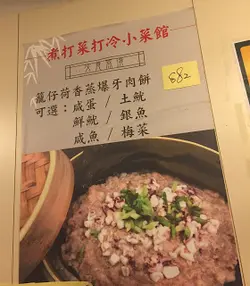 煮打菜打冷小菜館
籠仔荷香蒸爆牙肉餅
$82
可選：咸蛋 / 土魷
鮮魷 / 銀魚
咸魚 / 梅菜